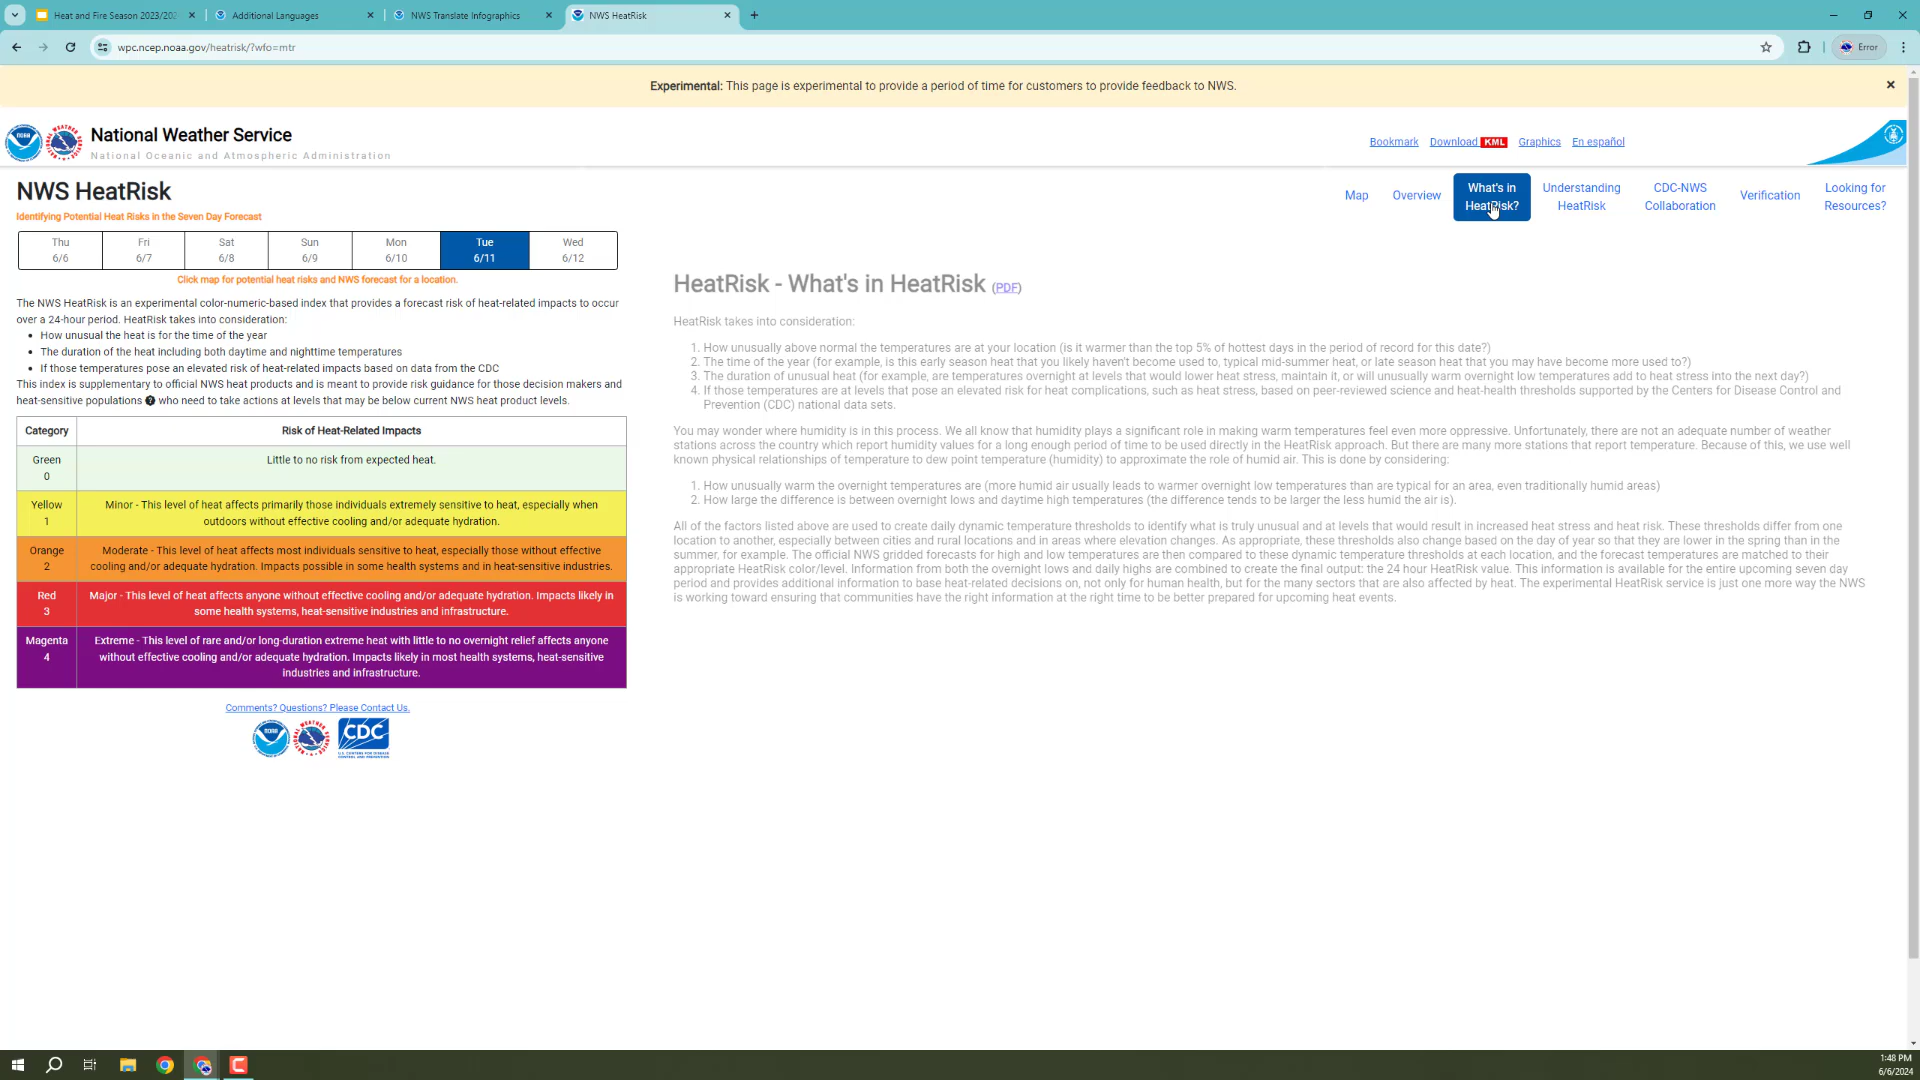 Heat and Fire Season 2023/202
Additional Languages
NWS Translate Infographics
NWS HeatRisk
wpc.ncep.noaa.gov/heatrisk/?wfo=mtr
Error
Experimental: This page is experimental to provide a period of time for customers to provide feedback to NWS.
National Weather Service
National Oceanic and Atmospheric Administration
Bookmark Download KML Graphics En español
NWS HeatRisk
Identifying Potential Heat Risks in the Seven Day Forecast
Map
Overview
What's in
HeatRisk?
Understanding
HeatRisk
CDC-NWS
Collaboration
Verification
Looking for
Resources?
Thu Fri Sat Sun Mon Tue Wed
6/6 6/7 6/8 6/9 6/10 6/11 6/12
Click map for potential heat risks and NWS forecast for a location.
The NWS HeatRisk is an experimental color-numeric-based index that provides a forecast risk of heat-related impacts to occur
over a 24-hour period. HeatRisk takes into consideration:
• How unusual the heat is for the time of the year
• The duration of the heat including both daytime and nighttime temperatures
• If those temperatures pose an elevated risk of heat-related impacts based on data from the CDC
This index is supplementary to official NWS heat products and is meant to provide risk guidance for those decision makers and
heat-sensitive populations ? who need to take actions at levels that may be below current NWS heat product levels.
Category Risk of Heat-Related Impacts
Green
0
Little to no risk from expected heat.
Yellow
1
Minor - This level of heat affects primarily those individuals extremely sensitive to heat, especially when
outdoors without effective cooling and/or adequate hydration.
Orange
2
Moderate - This level of heat affects most individuals sensitive to heat, especially those without effective
cooling and/or adequate hydration. Impacts possible in some health systems and in heat-sensitive industries.
Red
3
Major - This level of heat affects anyone without effective cooling and/or adequate hydration. Impacts likely in
some health systems, heat-sensitive industries and infrastructure.
Magenta
4
Extreme - This level of rare and/or long-duration extreme heat with little to no overnight relief affects anyone
without effective cooling and/or adequate hydration. Impacts likely in most health systems, heat-sensitive
industries and infrastructure.
Comments? Questions? Please Contact Us.
NOAA
CDC
HeatRisk - What's in HeatRisk (PDF)
HeatRisk takes into consideration:
1. How unusually above normal the temperatures are at your location (is it warmer than the top 5% of hottest days in the period of record for this date?)
2. The time of the year (for example, is this early season heat that you likely haven't become used to, typical mid-summer heat, or late season heat that you may have become more used to?)
3. The duration of unusual heat (for example, are temperatures overnight at levels that would lower heat stress, maintain it, or will unusually warm overnight low temperatures add to heat stress into the next day?)
4. If those temperatures are at levels that pose an elevated risk for heat complications, such as heat stress, based on peer-reviewed science and heat-health thresholds supported by the Centers for Disease Control and
Prevention (CDC) national data sets.
You may wonder where humidity is in this process. We all know that humidity plays a significant role in making warm temperatures feel even more oppressive. Unfortunately, there are not an adequate number of weather
stations across the country which report humidity values for a long enough period of time to be used directly in the HeatRisk approach. But there are many more stations that report temperature. Because of this, we use well
known physical relationships of temperature to dew point temperature (humidity) to approximate the role of humid air. This is done by considering:
1. How unusually warm the overnight temperatures are (more humid air usually leads to warmer overnight low temperatures than are typical for an area, even traditionally humid areas)
2. How large the difference is between overnight lows and daytime high temperatures (the difference tends to be larger the less humid the air is).
All of the factors listed above are used to create daily dynamic temperature thresholds to identify what is truly unusual and at levels that would result in increased heat stress and heat risk. These thresholds differ from one
location to another, especially between cities and rural locations and in areas where elevation changes. As appropriate, these thresholds also change based on the day of year so that they are lower in the spring than in the
summer, for example. The official NWS gridded forecasts for high and low temperatures are then compared to these dynamic temperature thresholds at each location, and the forecast temperatures are matched to their
appropriate HeatRisk color/level. Information from both the overnight lows and daily highs are combined to create the final output: the 24 hour HeatRisk value. This information is available for the entire upcoming seven day
period and provides additional information to base heat-related decisions on, not only for human health, but for the many sectors that are also affected by heat. The experimental HeatRisk service is just one more way the NWS
is working toward ensuring that communities have the right information at the right time to be better prepared for upcoming heat events.
1:48 PM
6/6/2024